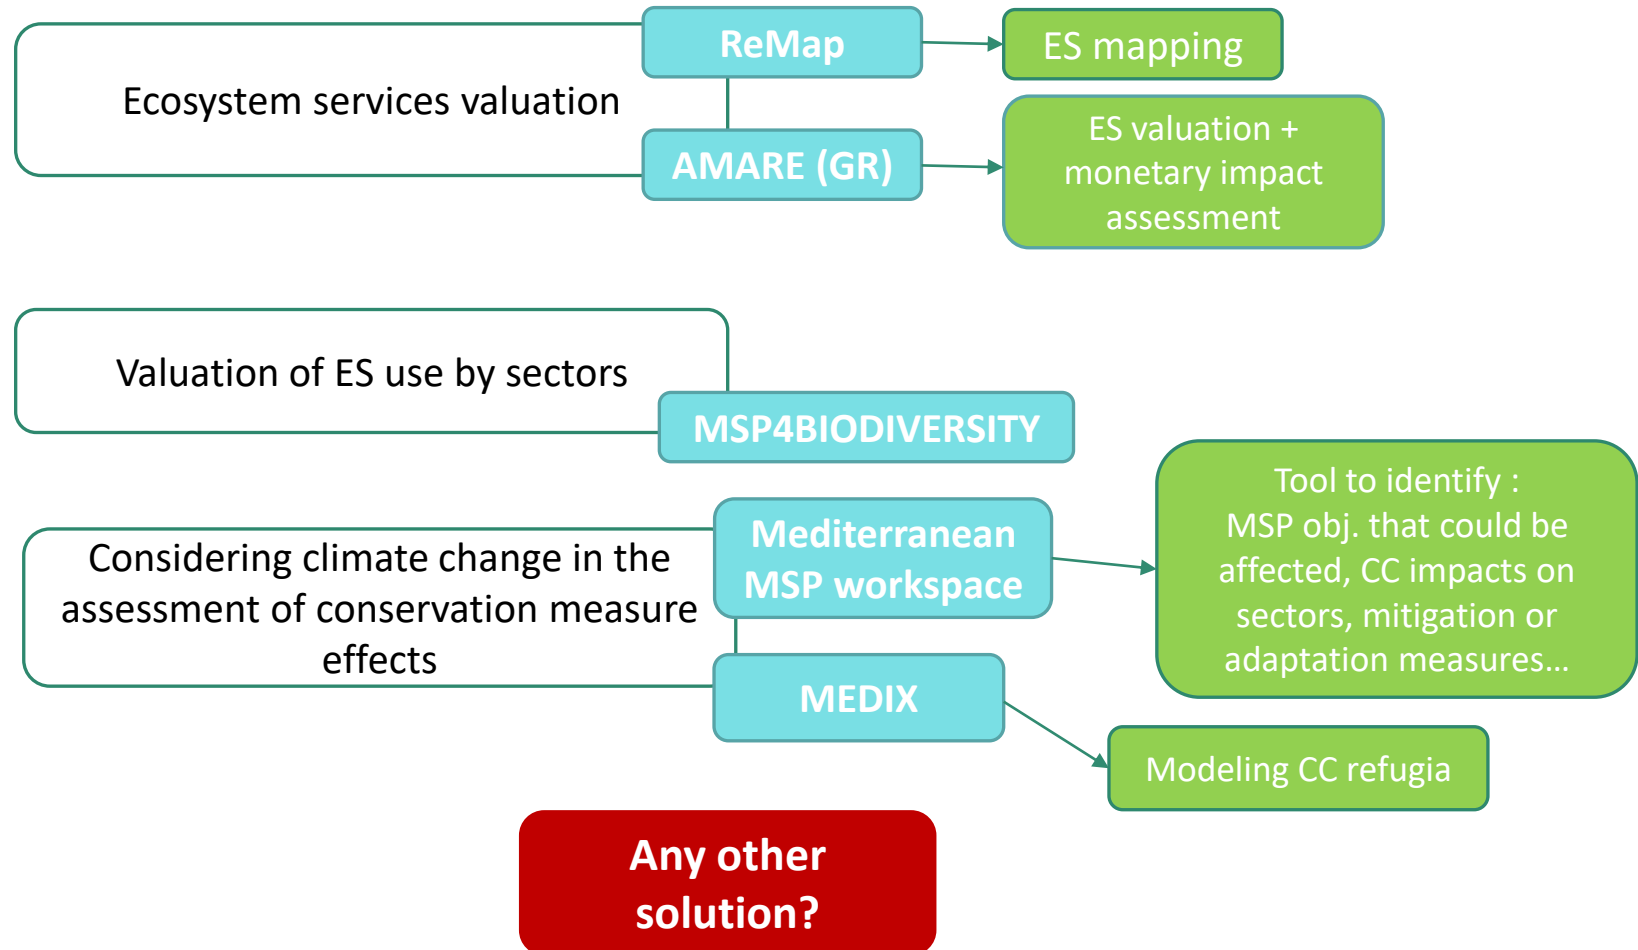 ReMap
ES mapping
Ecosystem services valuation
AMARE (GR)
ES valuation +
monetary impact
assessment
Valuation of ES use by sectors
MSP4BIODIVERSITY
Considering climate change in the
assessment of conservation measure
effects
Mediterranean
MSP workspace
Tool to identify :
MSP obj. that could be
affected, CC impacts on
sectors, mitigation or
adaptation measures…
MEDIX
Modeling CC refugia
Any other
solution?